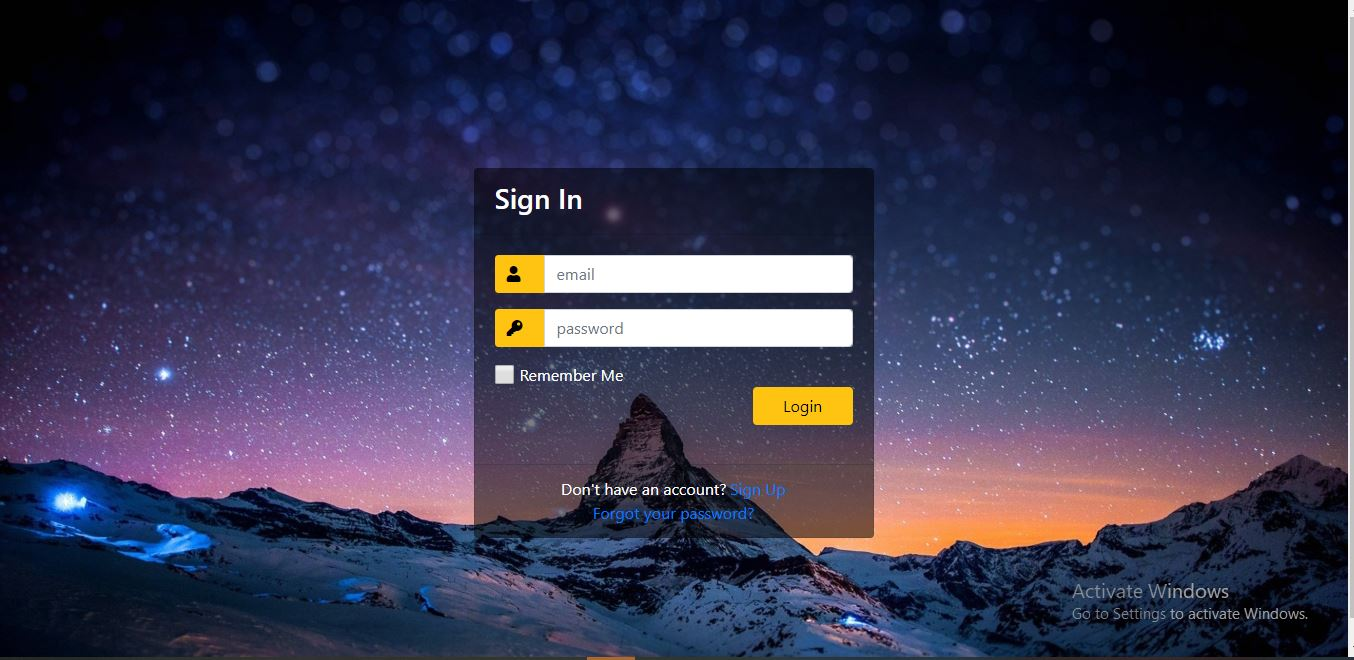 Sign In
email
password
Remember Me
Login
Don't have an account? Sign Up
Forgot your password?
Activate Windows
Go to Settings to activate Windows.